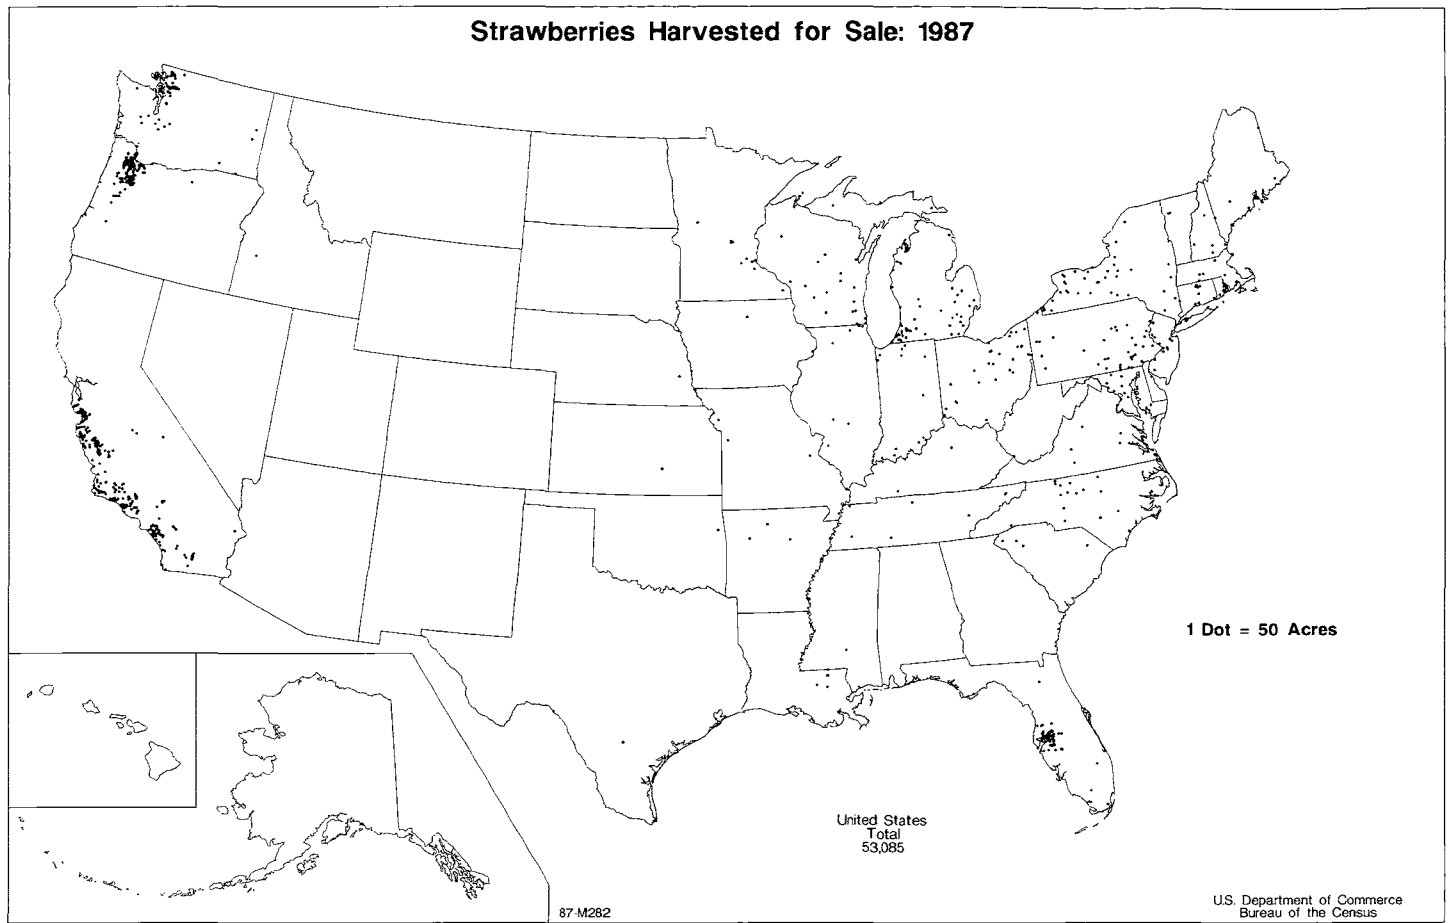 Strawberries Harvested for Sale: 1987
1 Dot = 50 Acres
United States
Total
53,085
87-M282
U.S. Department of Commerce
Bureau of the Census